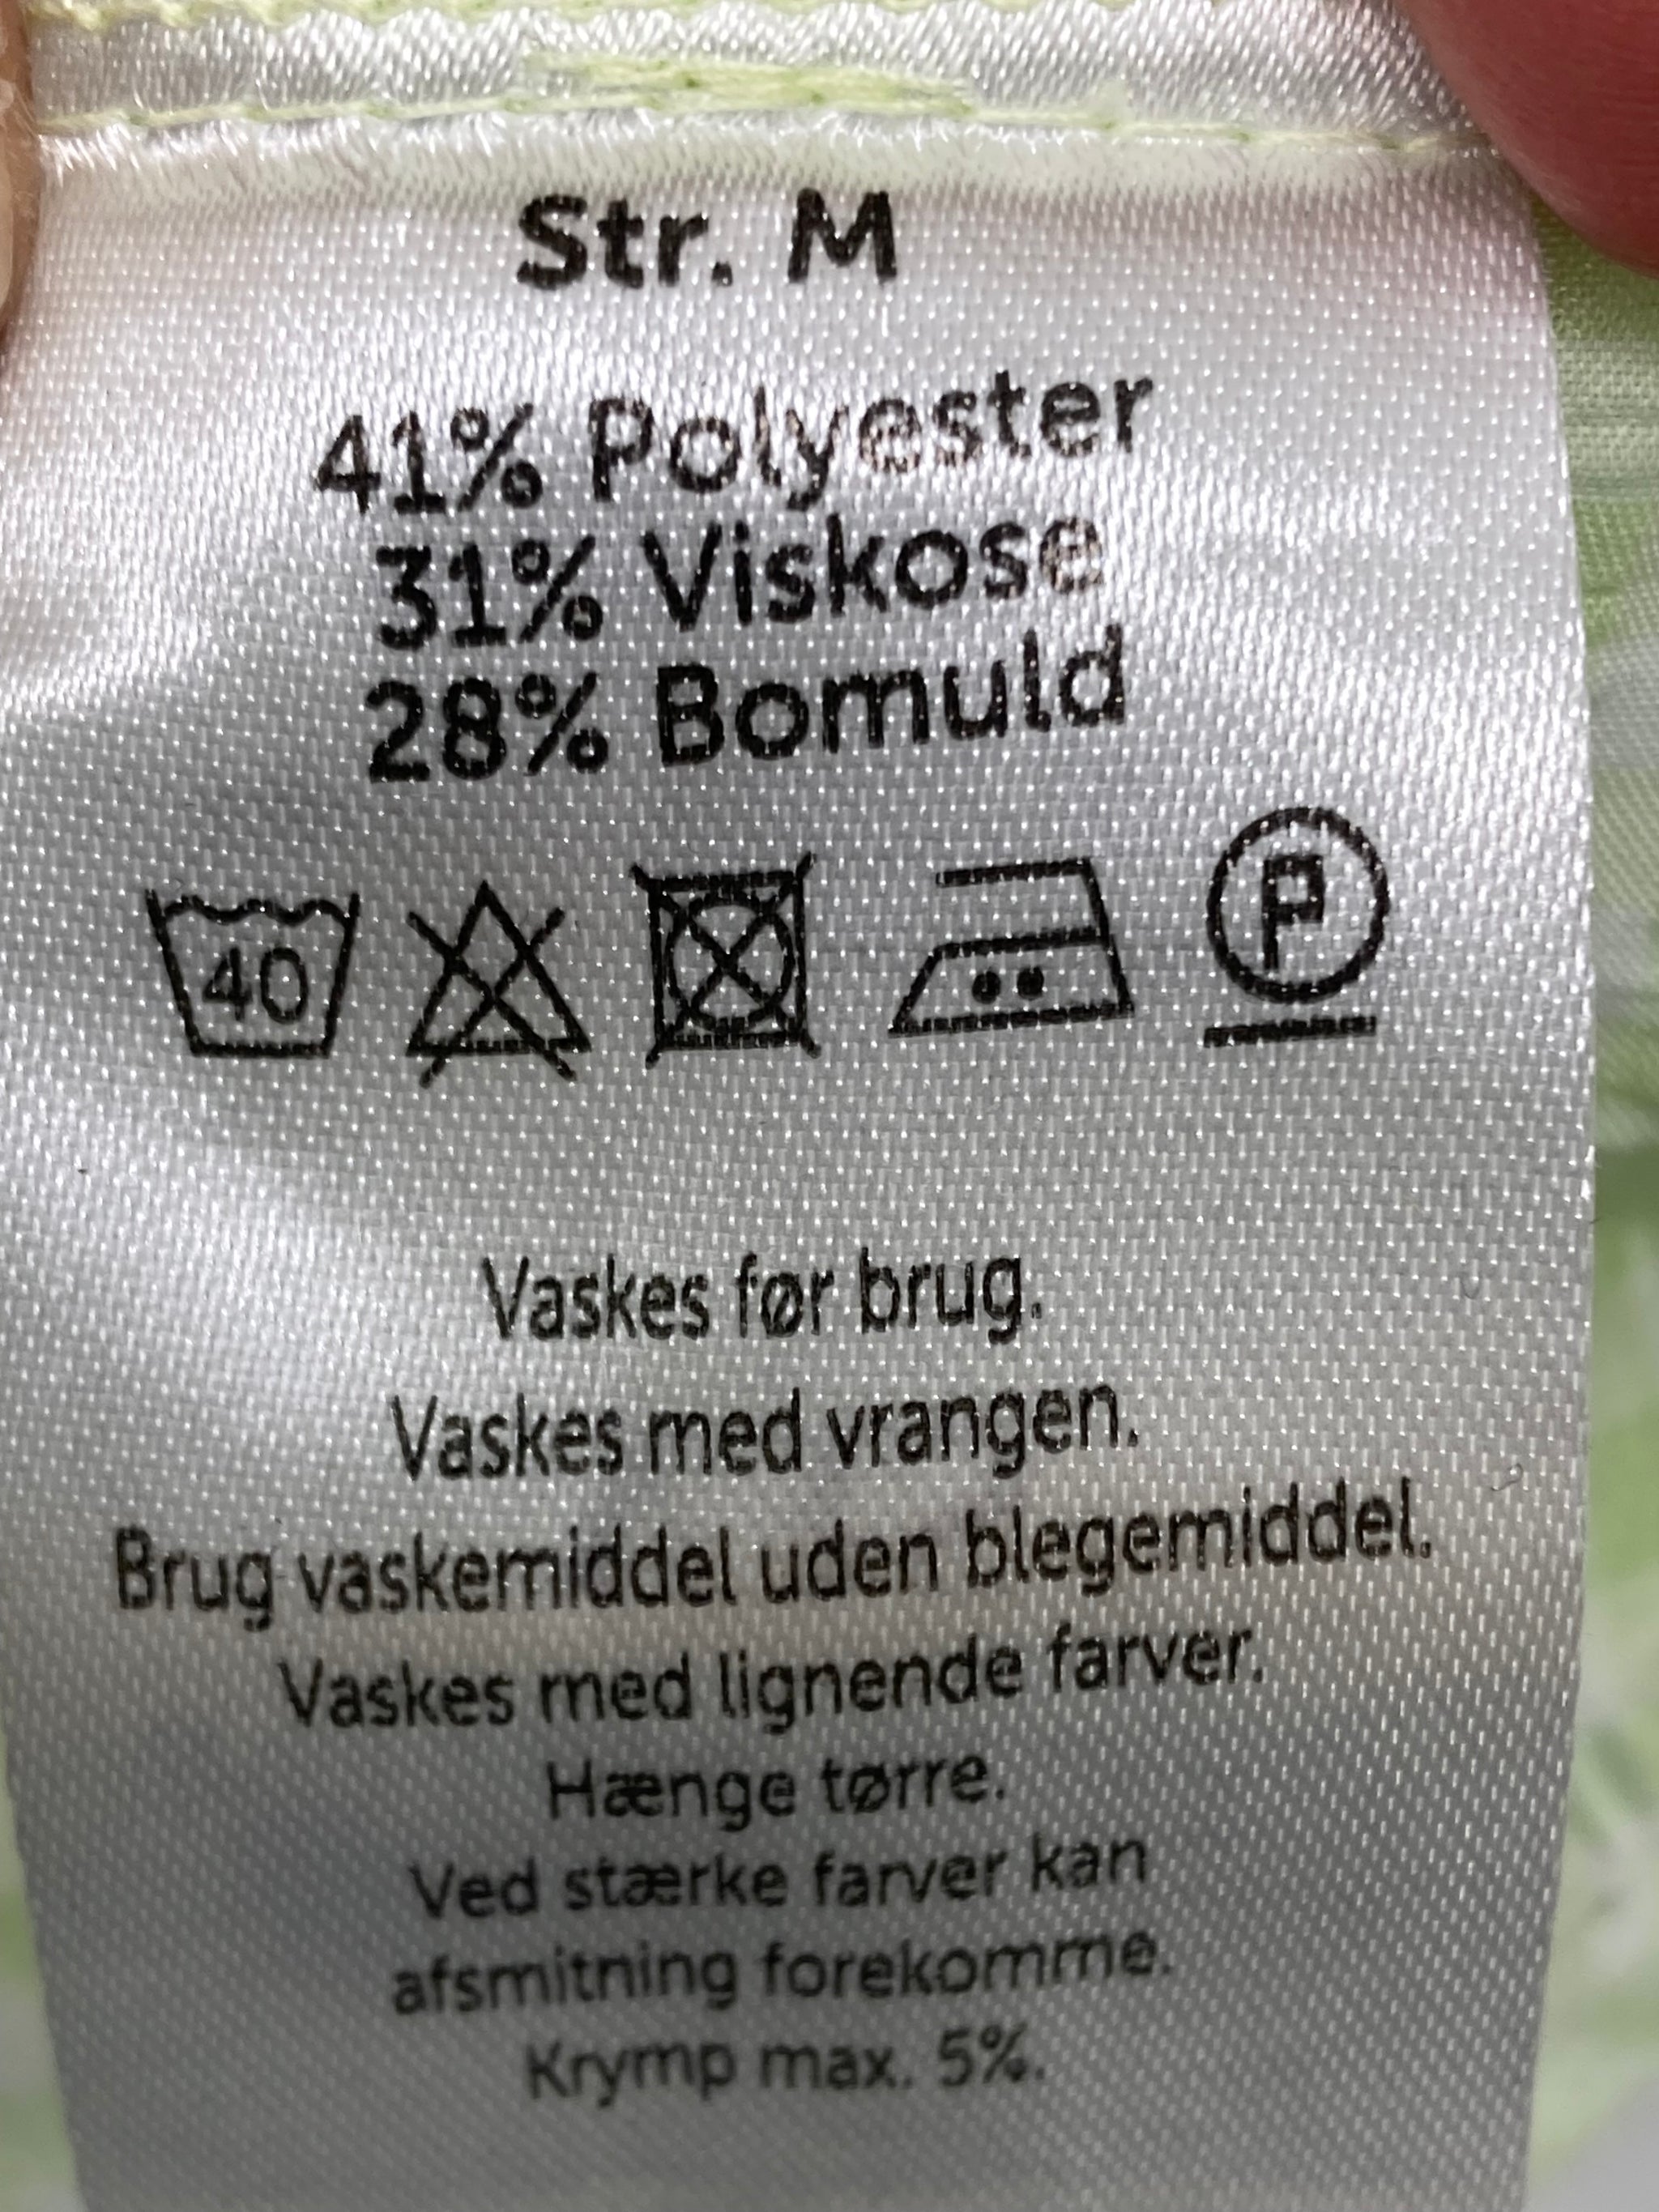 Str. M
41% Polyester
31% Viskose
28% Bomuld
40 P
Vaskes før brug.
Vaskes med vrangen.
Brug vaskemiddel uden blegemiddel.
Vaskes med lignende farver.
Hænge tørre.
Ved stærke farver kan
afsmitning forekomme.
Krymp max. 5%.